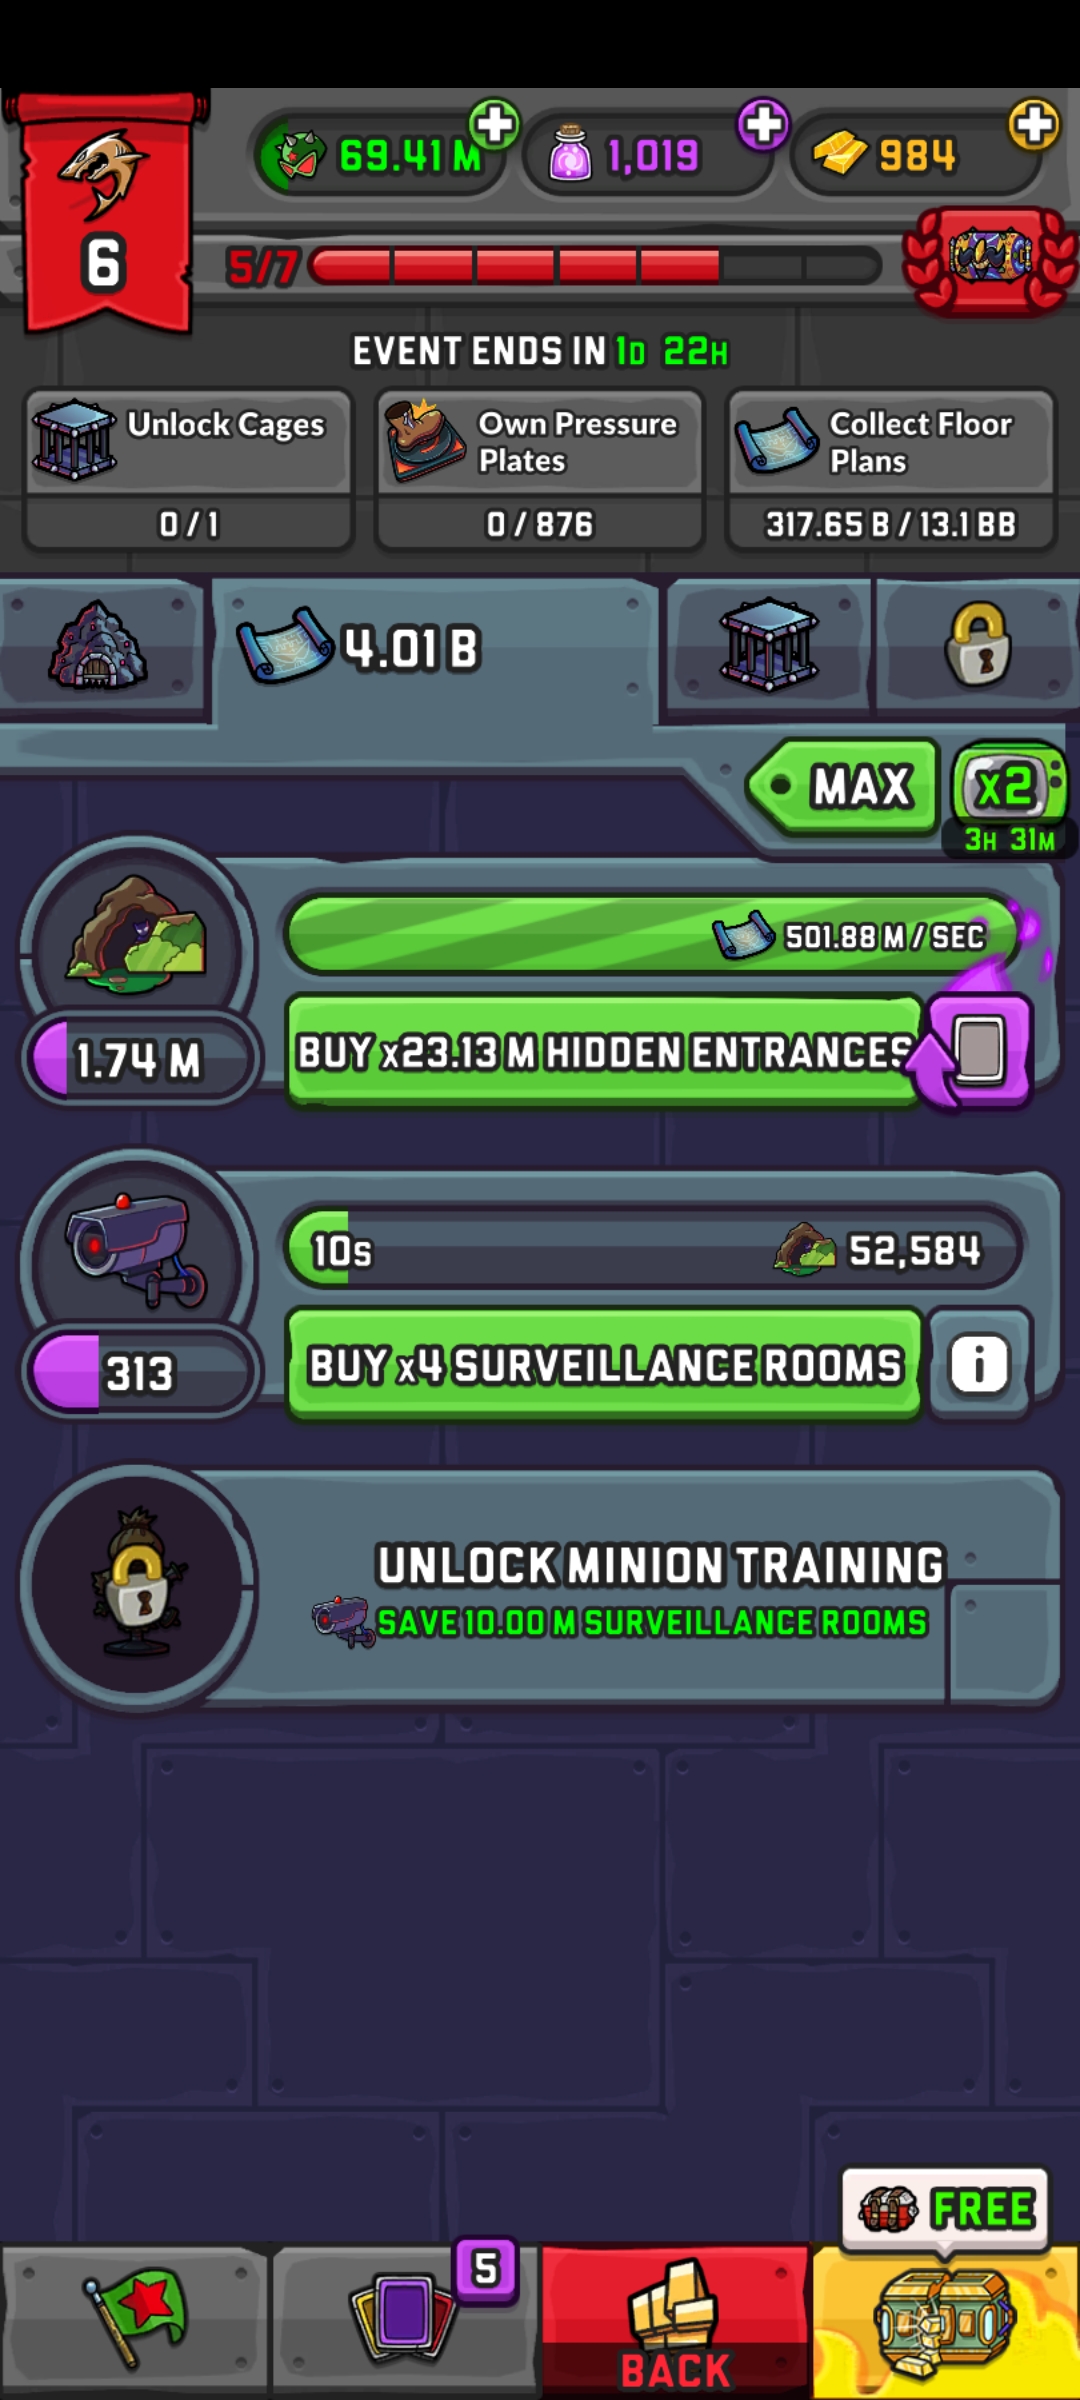 69.41 M
1,019
984
6
5/7
EVENT ENDS IN 1D 22H
Unlock Cages
0 / 1
Own Pressure
Plates
0 / 876
Collect Floor
Plans
317.65 B / 13.1 BB
4.01 B
MAX
x2
3H 31M
501.88 M / SEC
1.74 M
BUY x23.13 M HIDDEN ENTRANCES
10s
52,584
313
BUY x4 SURVEILLANCE ROOMS
i
UNLOCK MINION TRAINING
SAVE 10.00 M SURVEILLANCE ROOMS
FREE
5
BACK